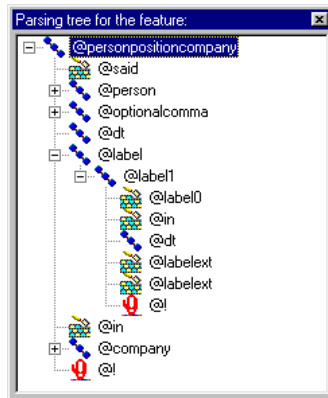 Parsing tree for the feature:
@personpositioncompany
@said
@person
@optionalcomma
@dt
@label
@label1
@label0
@in
@dt
@labelext
@labelext
@!
@in
@company
@!